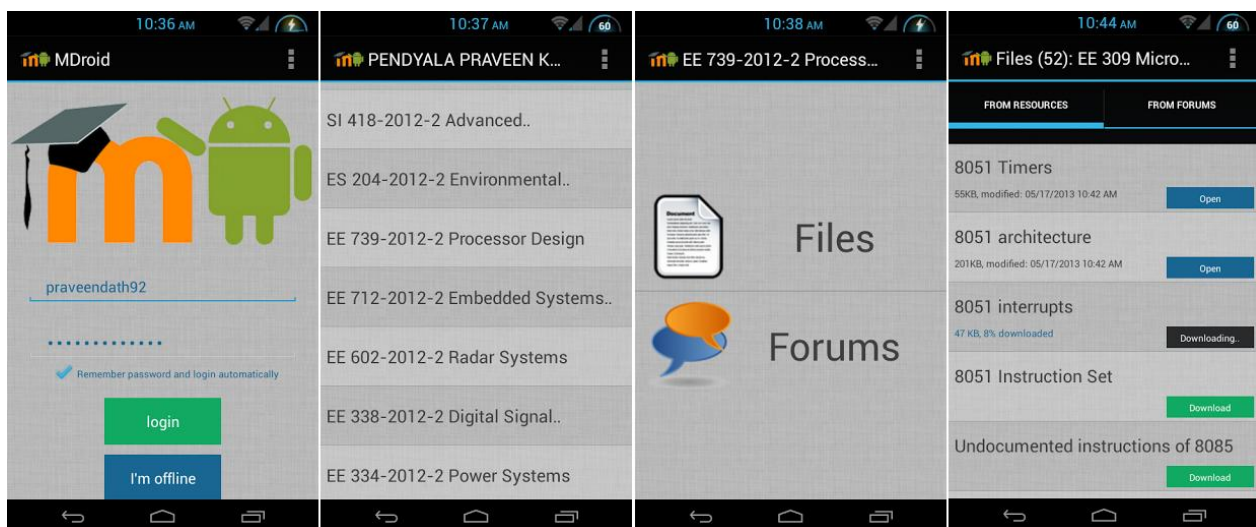 10:36 AM
MDroid
m
praveendath92
Remember password and login automatically
login
I'm offline
10:37 AM
60
PENDYALA PRAVEEN K...
SI 418-2012-2 Advanced..
ES 204-2012-2 Environmental..
EE 739-2012-2 Processor Design
EE 712-2012-2 Embedded Systems..
EE 602-2012-2 Radar Systems
EE 338-2012-2 Digital Signal..
EE 334-2012-2 Power Systems
10:38 AM
EE 739-2012-2 Process...
Document
Files
Forums
10:44 AM
60
Files (52): EE 309 Micro...
FROM RESOURCES
FROM FORUMS
8051 Timers
55KB, modified: 05/17/2013 10:42 AM
Open
8051 architecture
201KB, modified: 05/17/2013 10:42 AM
Open
8051 interrupts
47 KB, 8% downloaded
Downloading..
8051 Instruction Set
Download
Undocumented instructions of 8085
Download